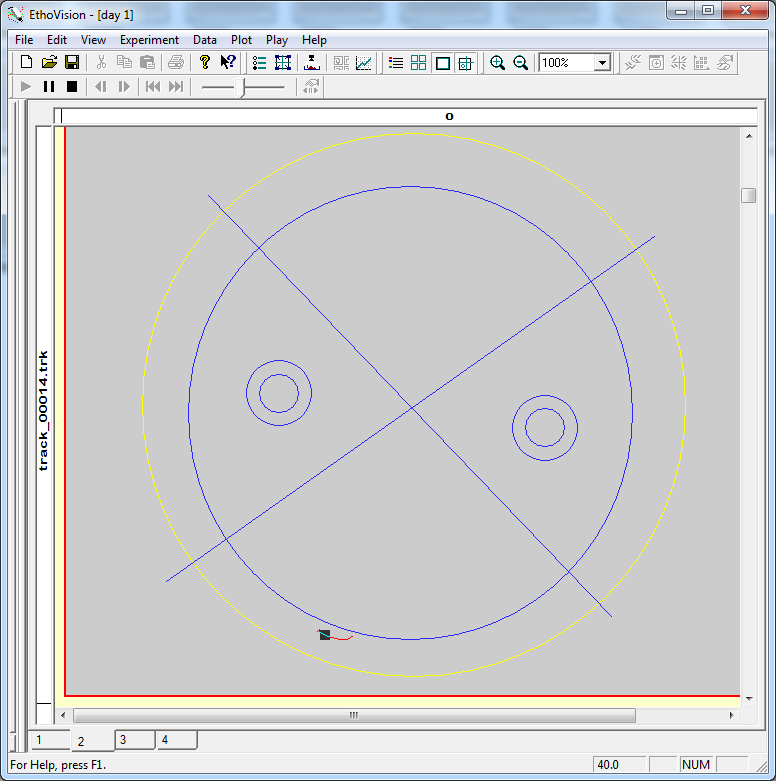 EthoVision - [day 1]
File Edit View Experiment Data Plot Play Help
100%
o
track_00014.trk
1 2 3 4
For Help, press F1. 40.0 NUM